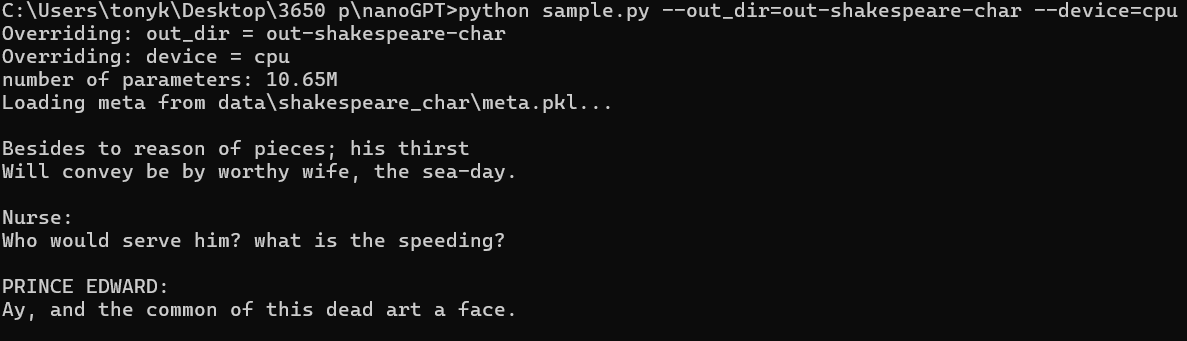 C:\Users\tonyk\Desktop\3650 p\nanoGPT>python sample.py --out_dir=out-shakespeare-char --device=cpu
Overriding: out_dir = out-shakespeare-char
Overriding: device = cpu
number of parameters: 10.65M
Loading meta from data\shakespeare_char\meta.pkl...
Besides to reason of pieces; his thirst
Will convey be by worthy wife, the sea-day.
Nurse:
Who would serve him? what is the speeding?
PRINCE EDWARD:
Ay, and the common of this dead art a face.